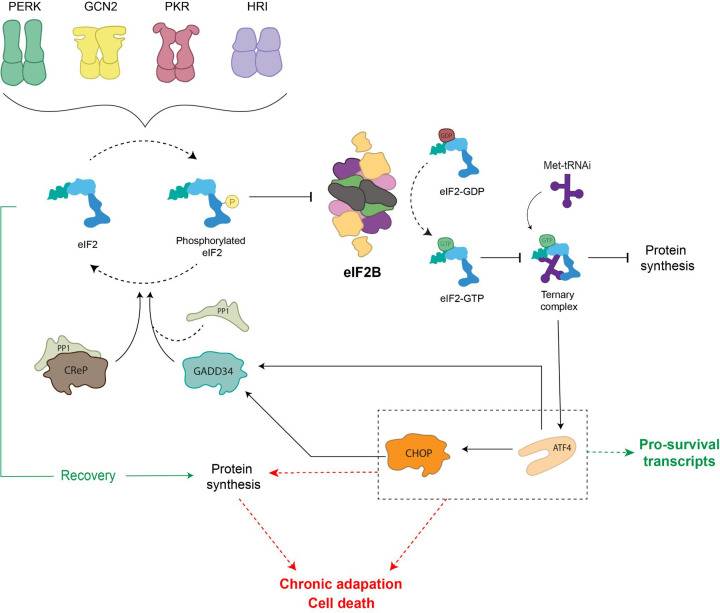 PERK GCN2 PKR HRI
GDP
eIF2-GDP
Met-tRNAi
P
eIF2
Phosphorylated
eIF2
eIF2B
GTP
eIF2-GTP
GTP
Ternary
complex
Protein
synthesis
PP1
CReP
PP1
GADD34
CHOP
ATF4
Pro-survival
transcripts
Recovery
Protein
synthesis
Chronic adapation
Cell death